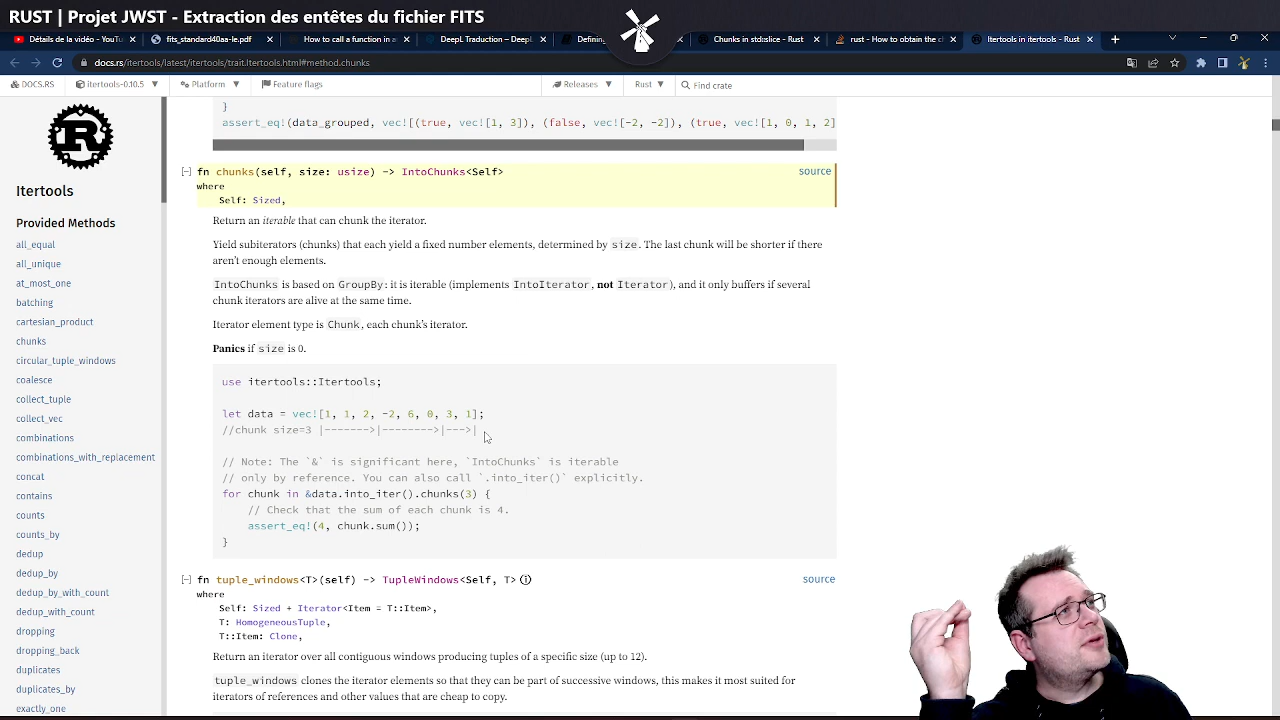 RUST | Projet JWST - Extraction des entêtes du fichier FITS
Détails de la vidéo - YouTu
fits_standard40aa-le.pdf
How to call a function in a
DeepL Translate – DeepL Tra
Defining
Chunks in std::slice - Rust
rust - How to obtain the c
Itertools in itertools - Rust
docs.rs/itertools/latest/itertools/trait.Itertools.html#method.chunks
DOCS.RS
itertools-0.10.5
Platform
Feature flags
Releases
Rust
Find crate
}
assert_eq!(data_grouped, vec![(true, vec![1, 3]), (false, vec![-2, -2]), (true, vec![1, 0, 1, 2]
[-] fn chunks(self, size: usize) -> IntoChunks<Self>
source
where
Self: Sized,
Return an iterable that can chunk the iterator.
Yield subiterators (chunks) that each yield a fixed number elements, determined by size. The last chunk will be shorter if there
aren't enough elements.
IntoChunks is based on GroupBy: it is iterable (implements IntoIterator, not Iterator), and it only buffers if several
chunk iterators are alive at the same time.
Iterator element type is Chunk, each chunk's iterator.
Panics if size is 0.
use itertools::Itertools;
let data = vec![1, 1, 2, -2, 6, 0, 3, 1];
//chunk size=3 |------->|-------->|--->|
// Note: The `&` is significant here, `IntoChunks` is iterable
// only by reference. You can also call `.into_iter()` explicitly.
for chunk in &data.into_iter().chunks(3) {
// Check that the sum of each chunk is 4.
assert_eq!(4, chunk.sum());
}
[-] fn tuple_windows<T>(self) -> TupleWindows<Self, T> ⓘ
source
where
Self: Sized + Iterator<Item = T::Item>,
T: HomogeneousTuple,
T::Item: Clone,
Return an iterator over all contiguous windows producing tuples of a specific size (up to 12).
tuple_windows clones the iterator elements so that they can be part of successive windows, this makes it most suited for
iterators of references and other values that are cheap to copy.
Itertools
Provided Methods
all_equal
all_unique
at_most_one
batching
cartesian_product
chunks
circular_tuple_windows
coalesce
collect_tuple
collect_vec
combinations
combinations_with_replacement
concat
contains
counts
counts_by
dedup
dedup_by
dedup_by_with_count
dedup_with_count
dropping
dropping_back
duplicates
duplicates_by
exactly_one